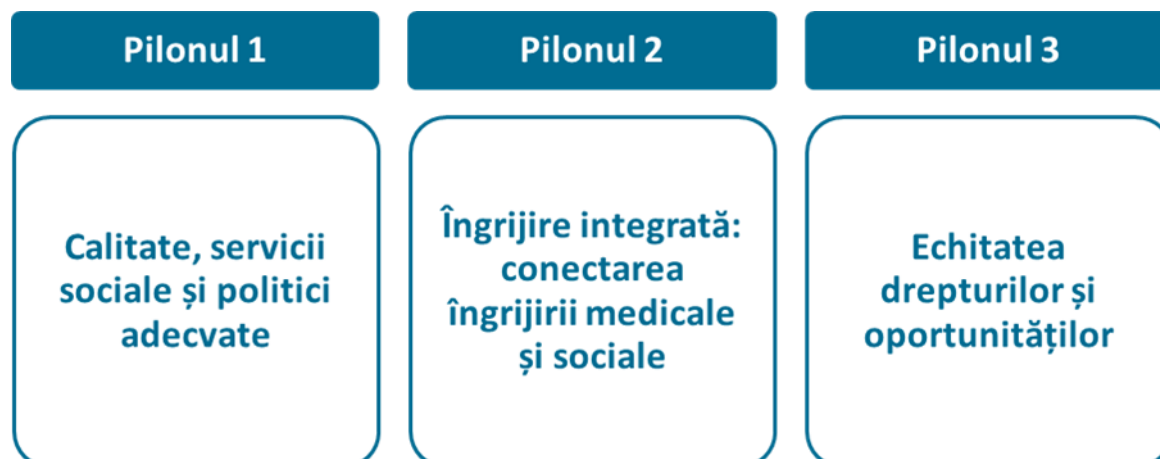 Pilonul 1
Calitate, servicii
sociale și politici
adecvate
Pilonul 2
Îngrijire integrată:
conectarea
îngrijirii medicale
și sociale
Pilonul 3
Echitatea
drepturilor și
oportunităților